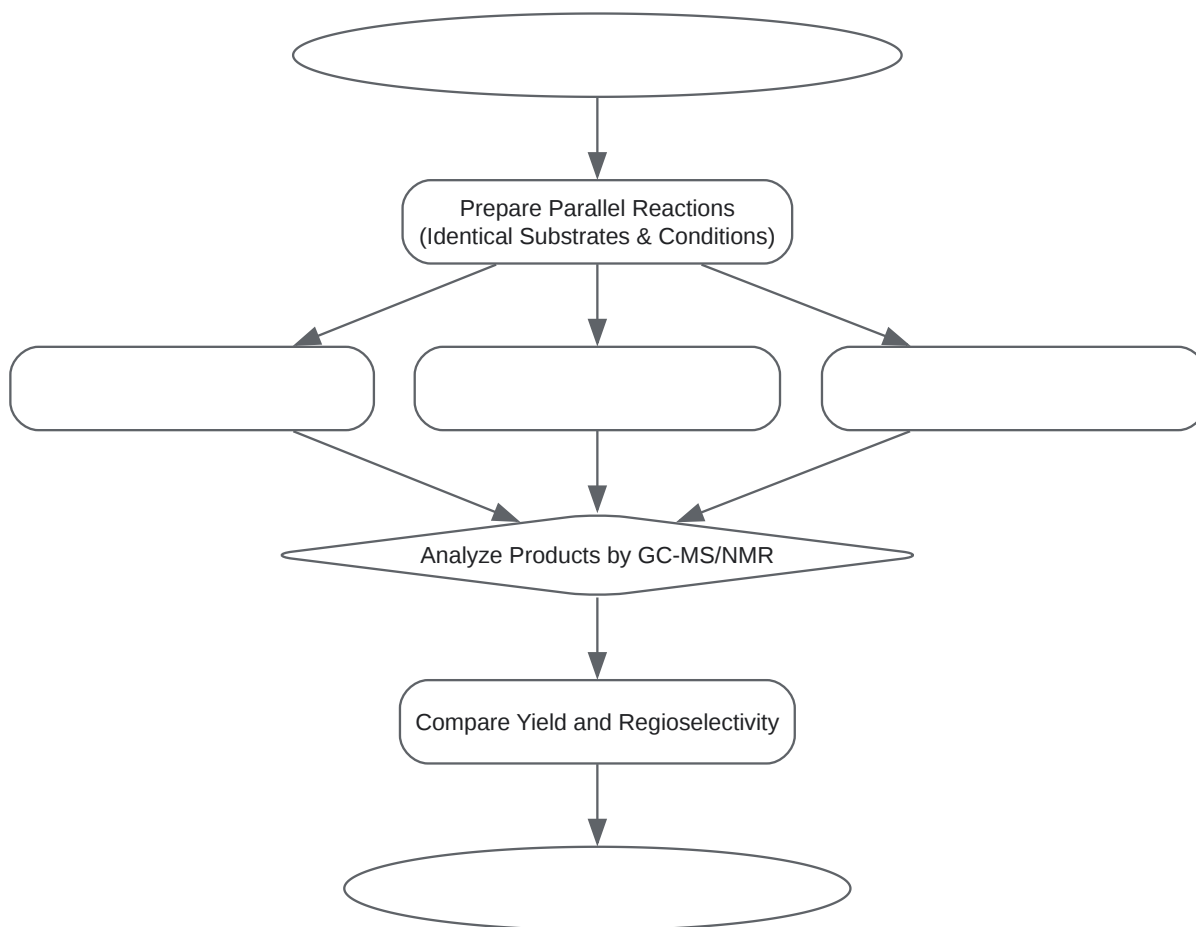 Prepare Parallel Reactions
(Identical Substrates & Conditions)
Analyze Products by GC-MS/NMR
Compare Yield and Regioselectivity